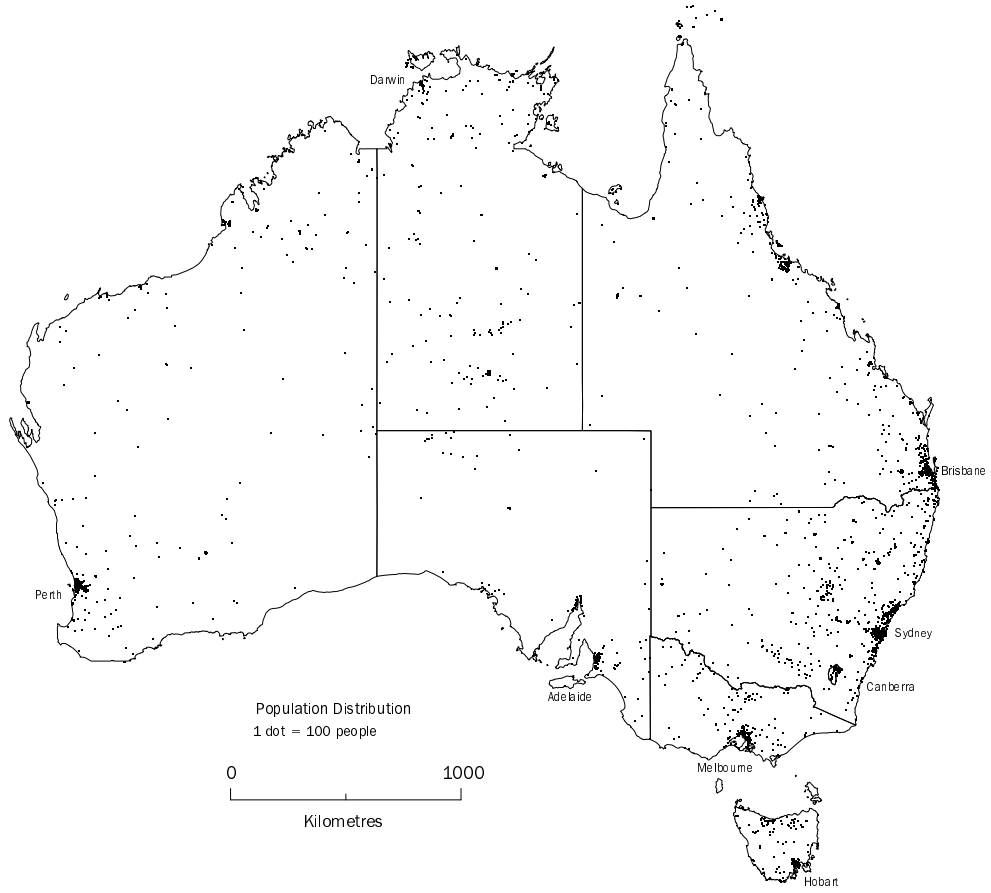 Darwin
Brisbane
Perth
Sydney
Canberra
Adelaide
Population Distribution
1 dot = 100 people
Melbourne
0 1000
Kilometres
Hobart